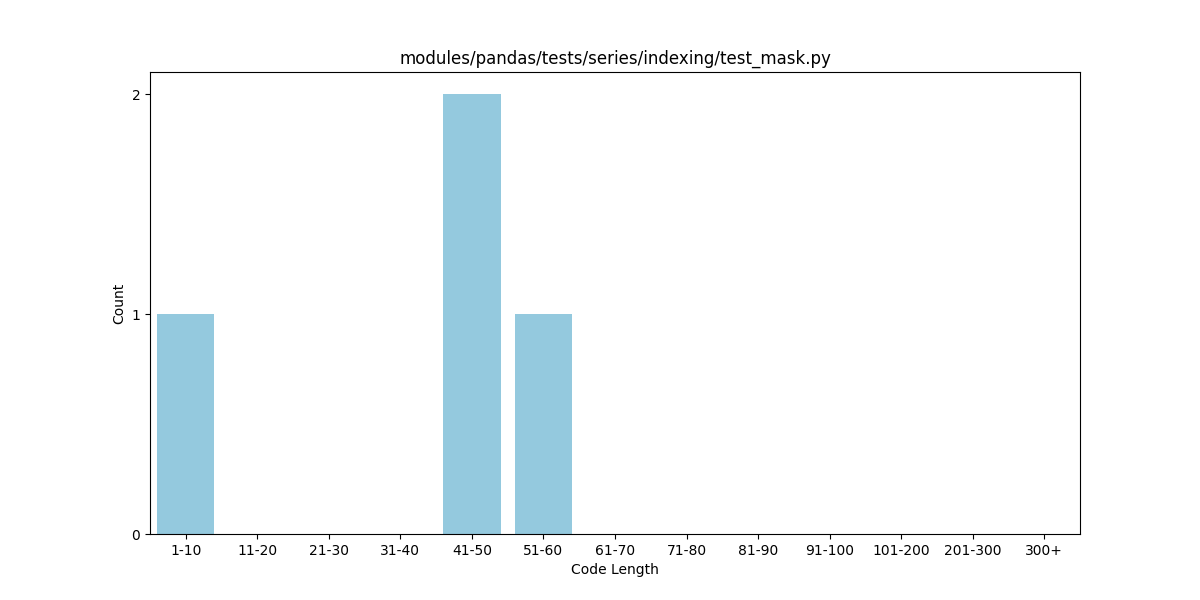 modules/pandas/tests/series/indexing/test_mask.py
2
1
0
Count
1-10 11-20 21-30 31-40 41-50 51-60 61-70 71-80 81-90 91-100 101-200 201-300 300+
Code Length